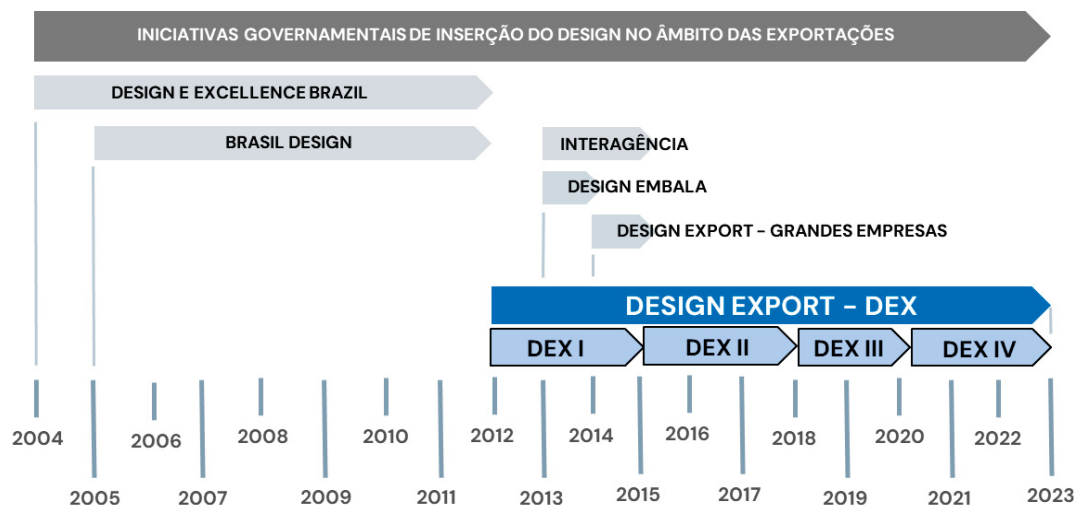 INICIATIVAS GOVERNAMENTAIS DE INSERÇÃO DO DESIGN NO ÂMBITO DAS EXPORTAÇÕES
DESIGN E EXCELLENCE BRAZIL
BRASIL DESIGN
INTERAGÊNCIA
DESIGN EMBALA
DESIGN EXPORT - GRANDES EMPRESAS
DESIGN EXPORT - DEX
DEX I
DEX II
DEX III
DEX IV
2004
2005
2006
2007
2008
2009
2010
2011
2012
2013
2014
2015
2016
2017
2018
2019
2020
2021
2022
2023